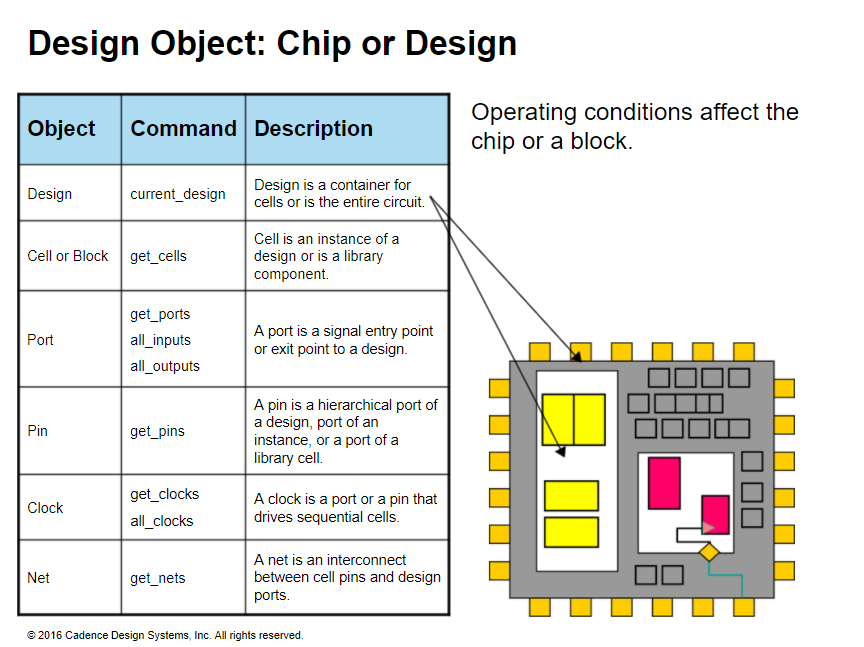 Design Object: Chip or Design
Object Command Description
Operating conditions affect the
chip or a block.
Design
current_design
Design is a container for
cells or is the entire circuit.
Cell or Block
get_cells
Cell is an instance of a
design or is a library
component.
Port
get_ports
all_inputs
all_outputs
A port is a signal entry point
or exit point to a design.
Pin
get_pins
A pin is a hierarchical port of
a design, port of an
instance, or a port of a
library cell.
Clock
get_clocks
all_clocks
A clock is a port or a pin that
drives sequential cells.
Net
get_nets
A net is an interconnect
between cell pins and design
ports.
© 2016 Cadence Design Systems, Inc. All rights reserved.